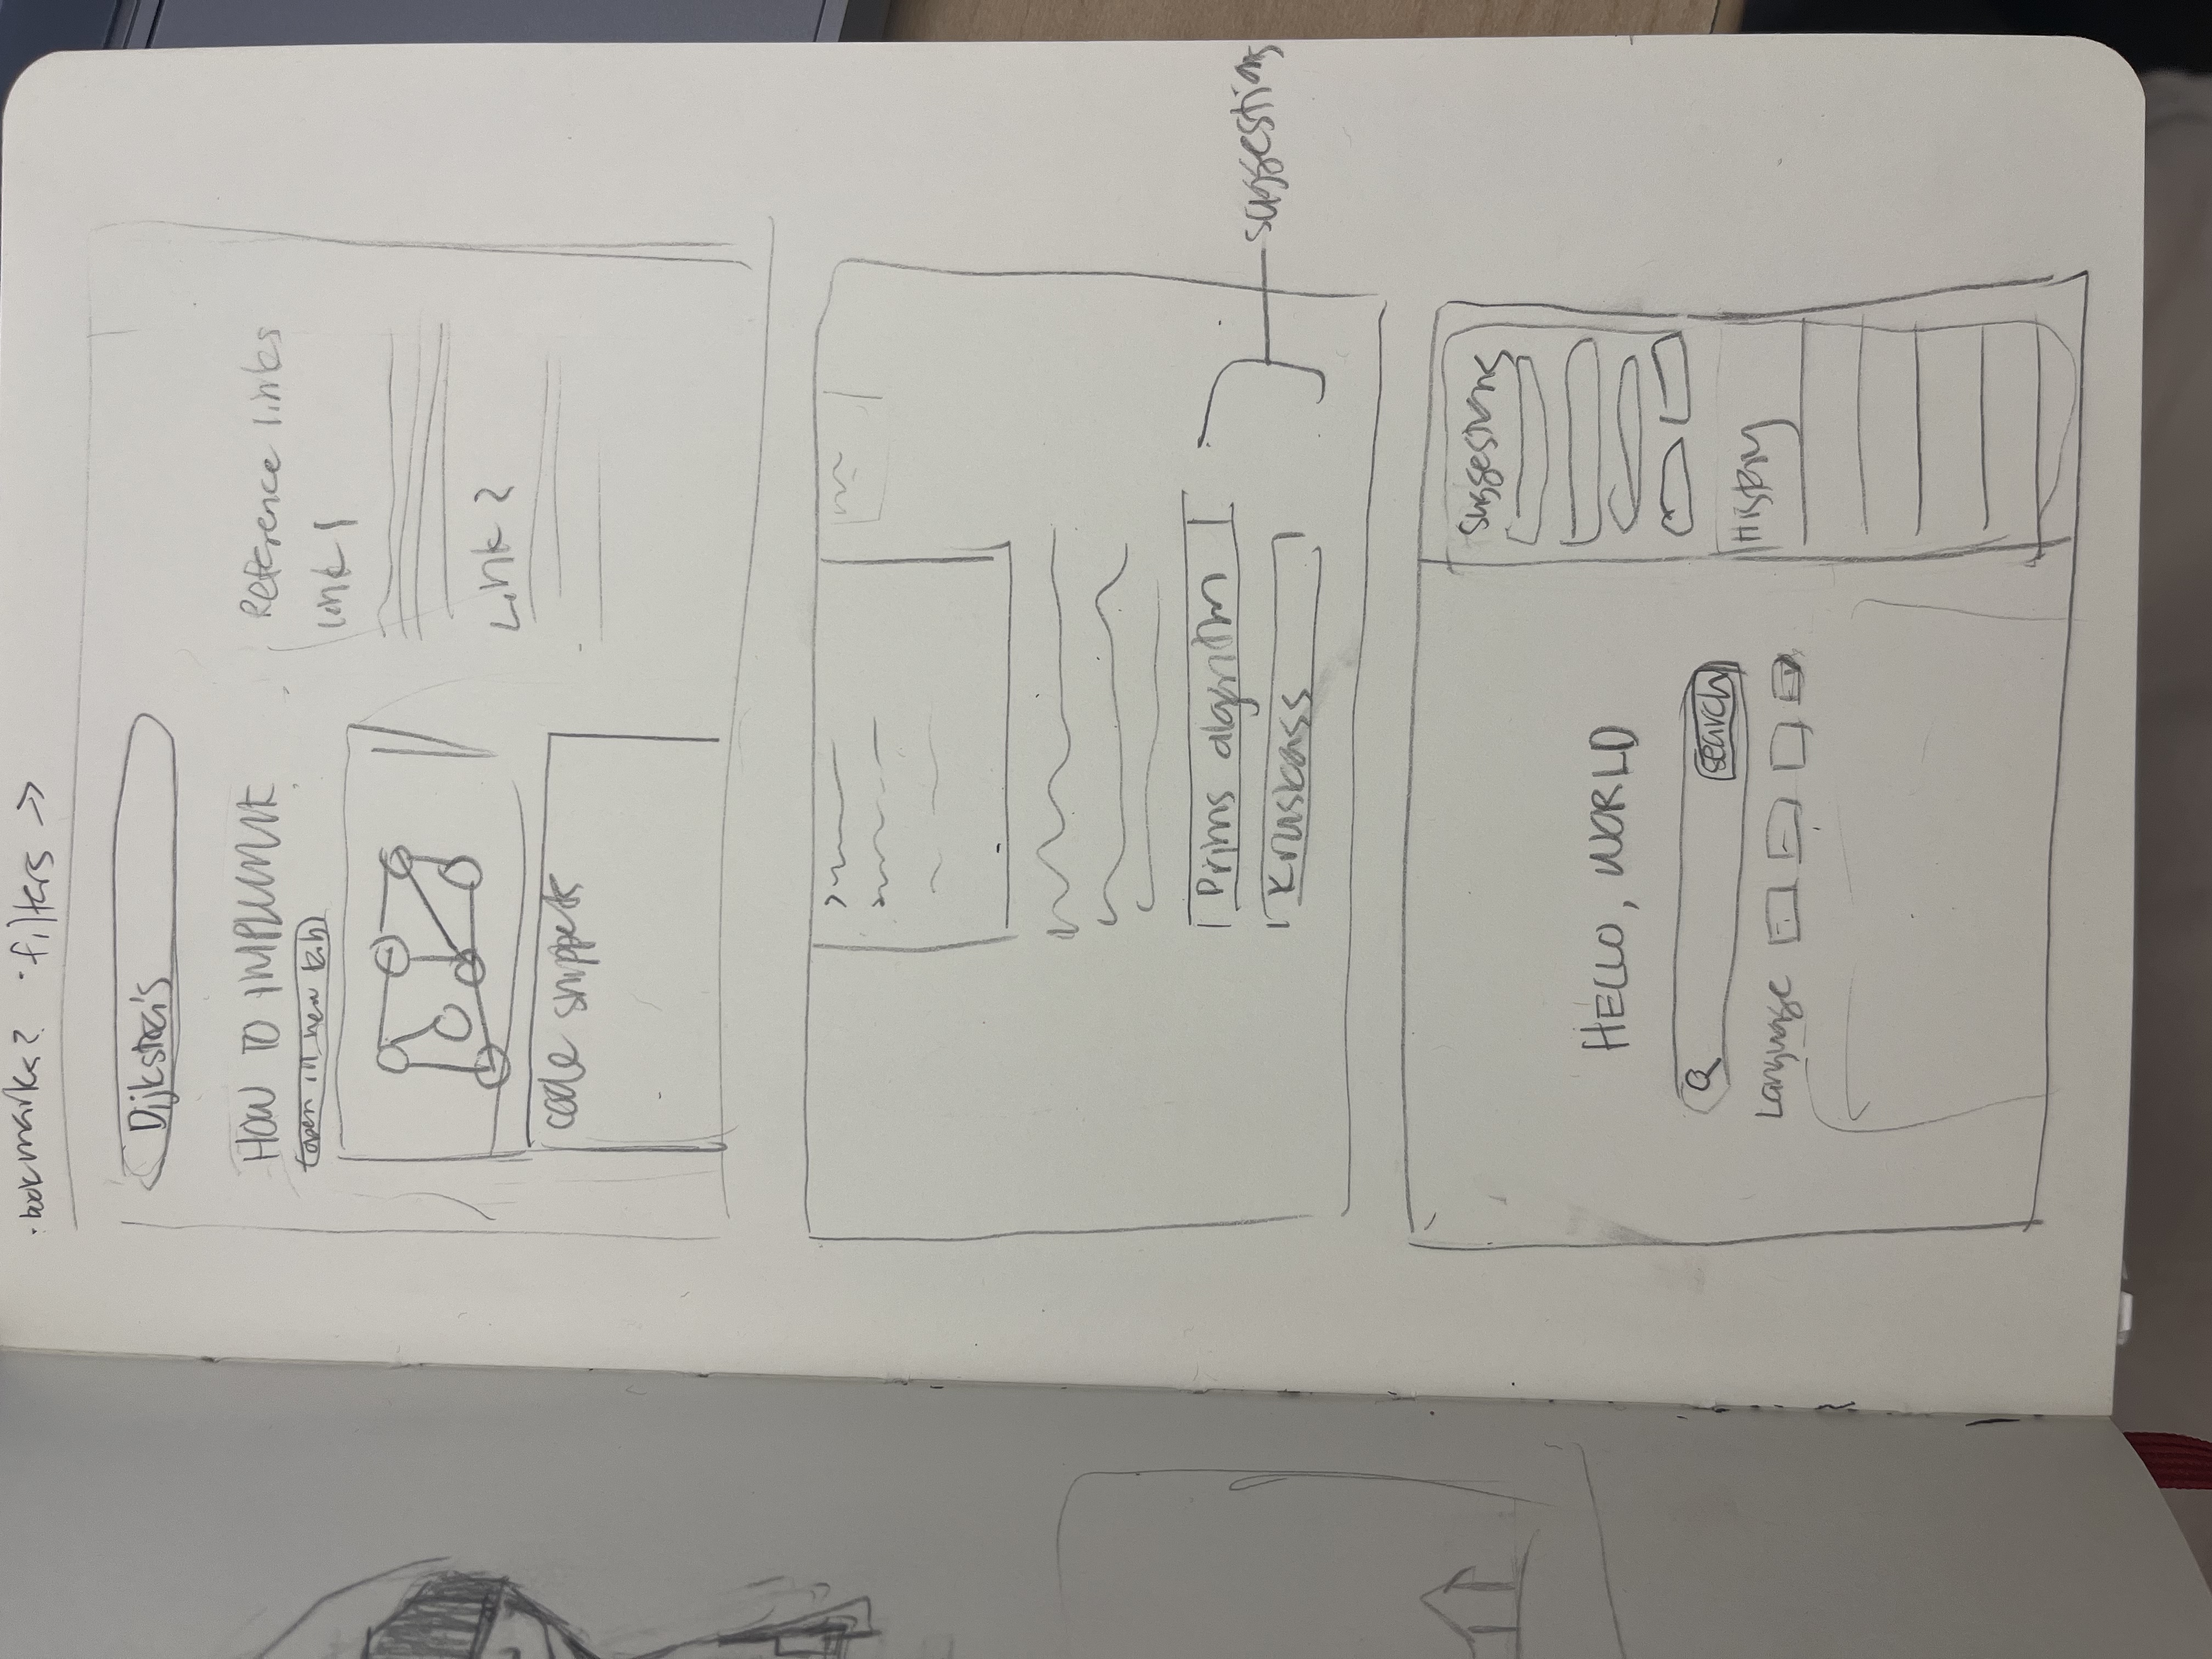 ·bookmarks? ·filters >>
Dijkstra's
HOW TO IMPLEMENT
open in new tab
Reference links
Link 1
Link 2
code snippets
Prims algorithm
Kruskass
suggestions
suggestions
HELLO, WORLD
search
Language
History